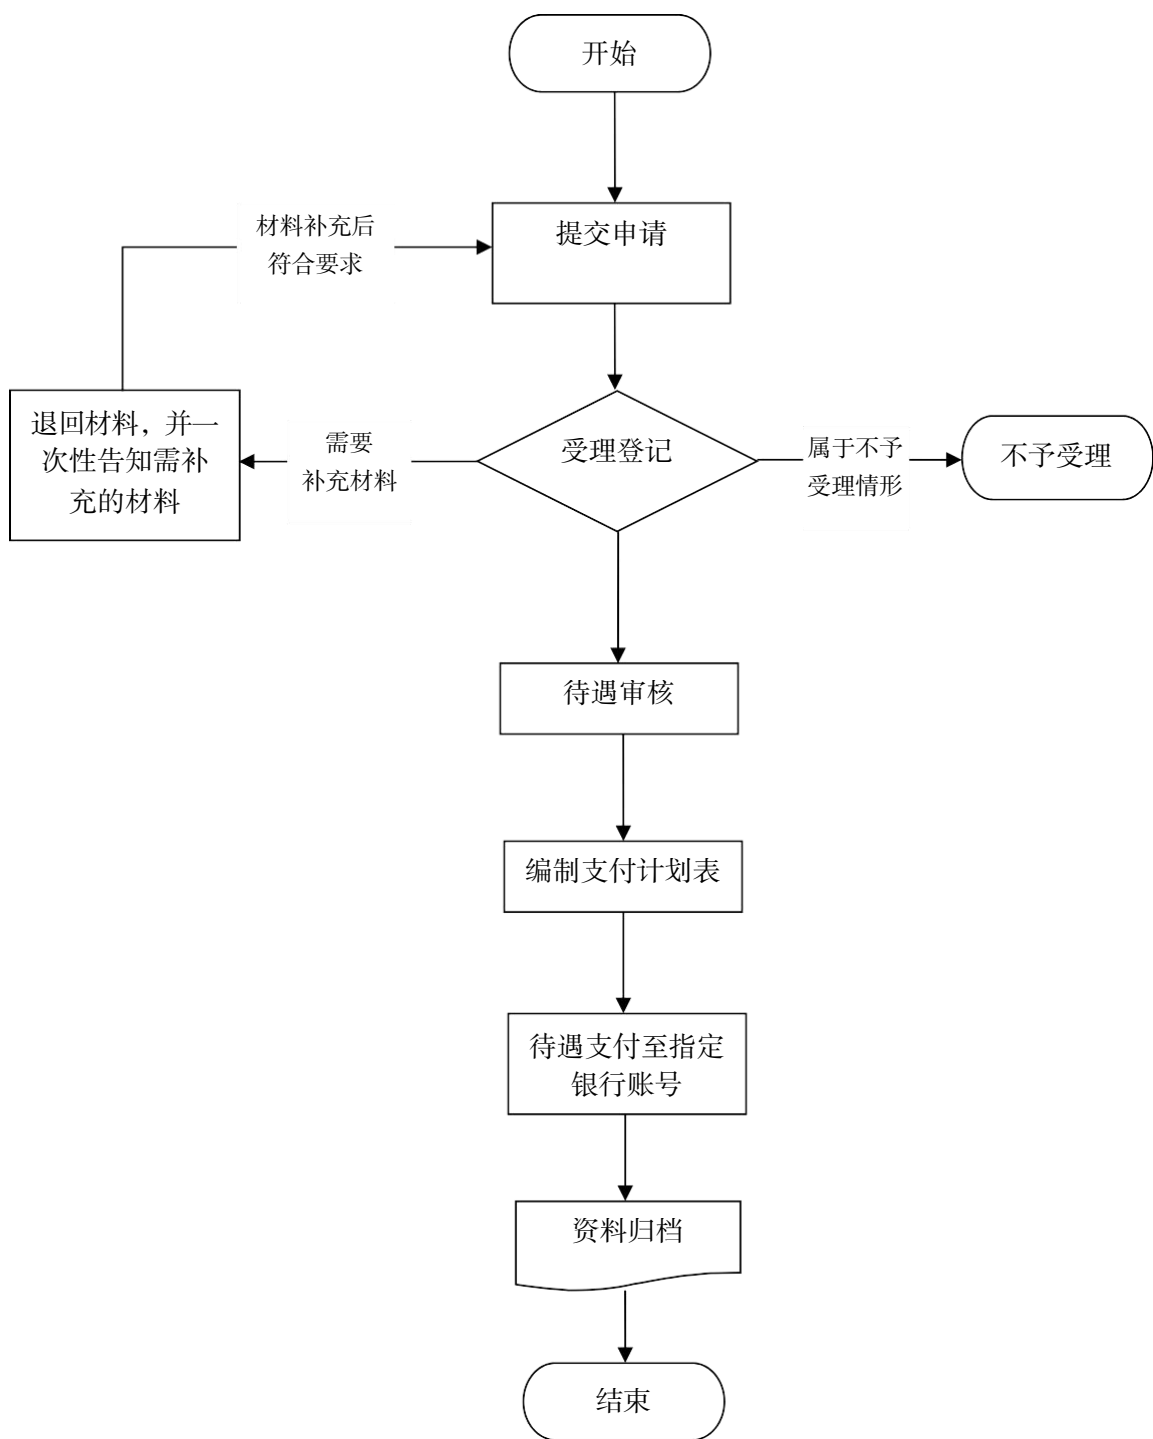 开始
材料补充后
符合要求
提交申请
退回材料，并一
次性告知需补
充的材料
需要
补充材料
受理登记
属于不予
受理情形
不予受理
待遇审核
编制支付计划表
待遇支付至指定
银行账号
资料归档
结束